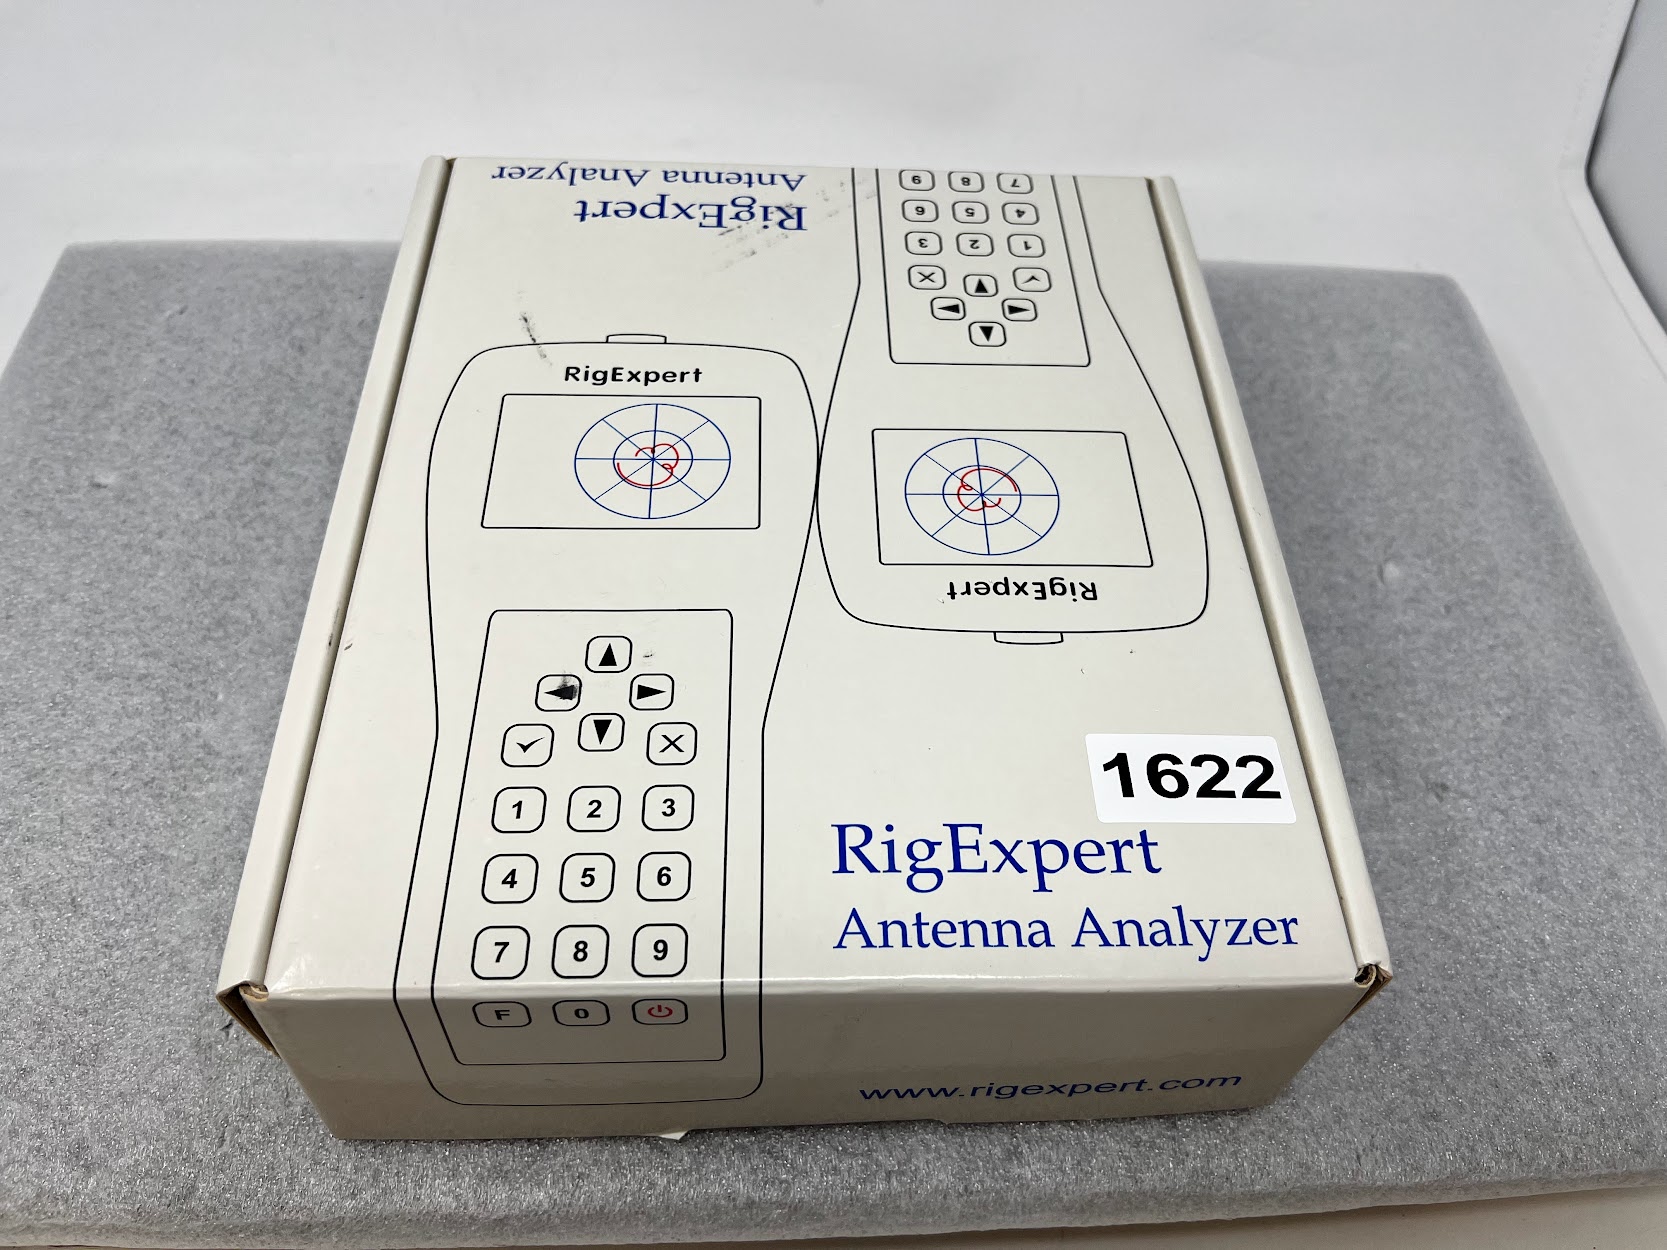 RigExpert
Antenna Analyzer
7 8 9
4 5 6
1 2 3
RigExpert
RigExpert
1 2 3
4 5 6
7 8 9
F 0
1622
RigExpert
Antenna Analyzer
www.rigexpert.com